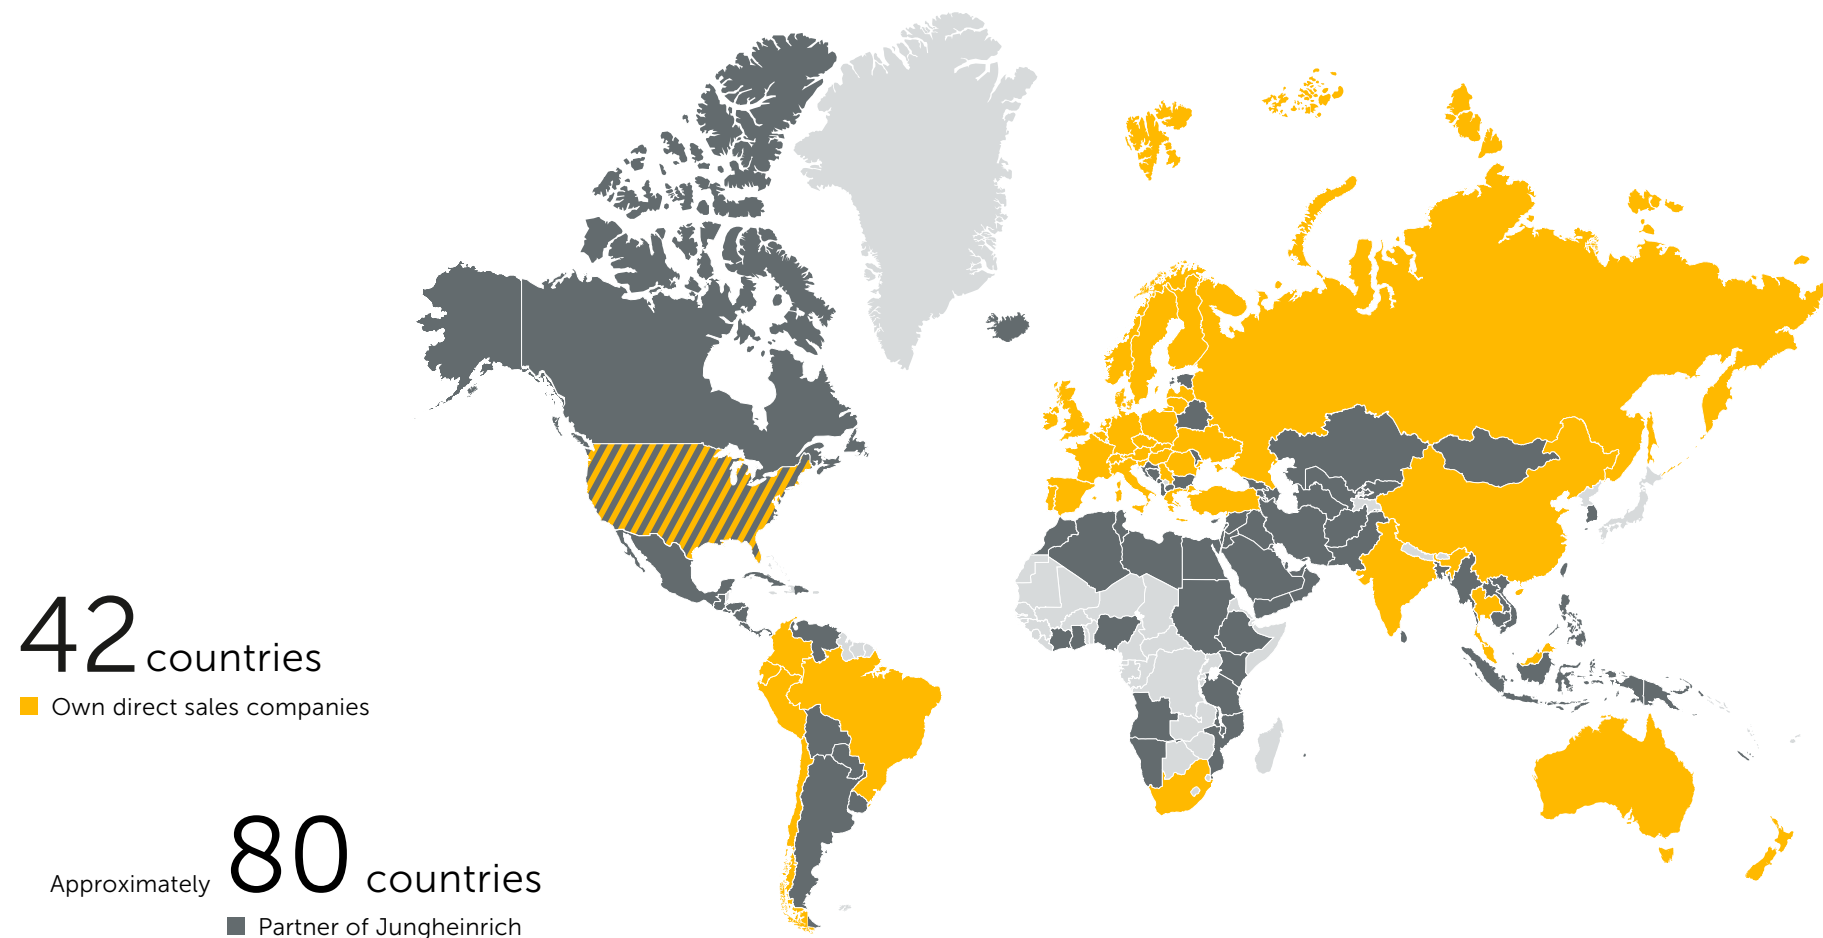 42 countries
Own direct sales companies
Approximately 80 countries
Partner of Jungheinrich